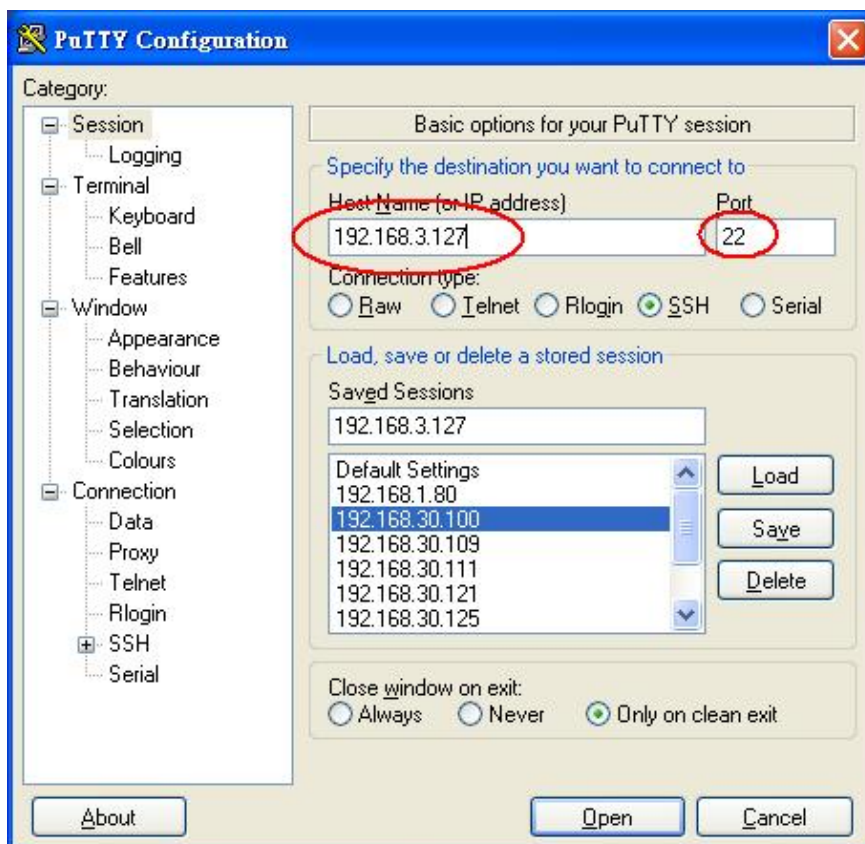 PuTTY Configuration
Category:
Session
Logging
Terminal
Keyboard
Bell
Features
Window
Appearance
Behaviour
Translation
Selection
Colours
Connection
Data
Proxy
Telnet
Rlogin
SSH
Serial
Basic options for your PuTTY session
Specify the destination you want to connect to
Host Name (or IP address) Port
192.168.3.127 22
Connection type:
Raw Telnet Rlogin SSH Serial
Load, save or delete a stored session
Saved Sessions
192.168.3.127
Default Settings
192.168.1.80
192.168.30.100
192.168.30.109
192.168.30.111
192.168.30.121
192.168.30.125
Load
Save
Delete
Close window on exit:
Always Never Only on clean exit
About Open Cancel